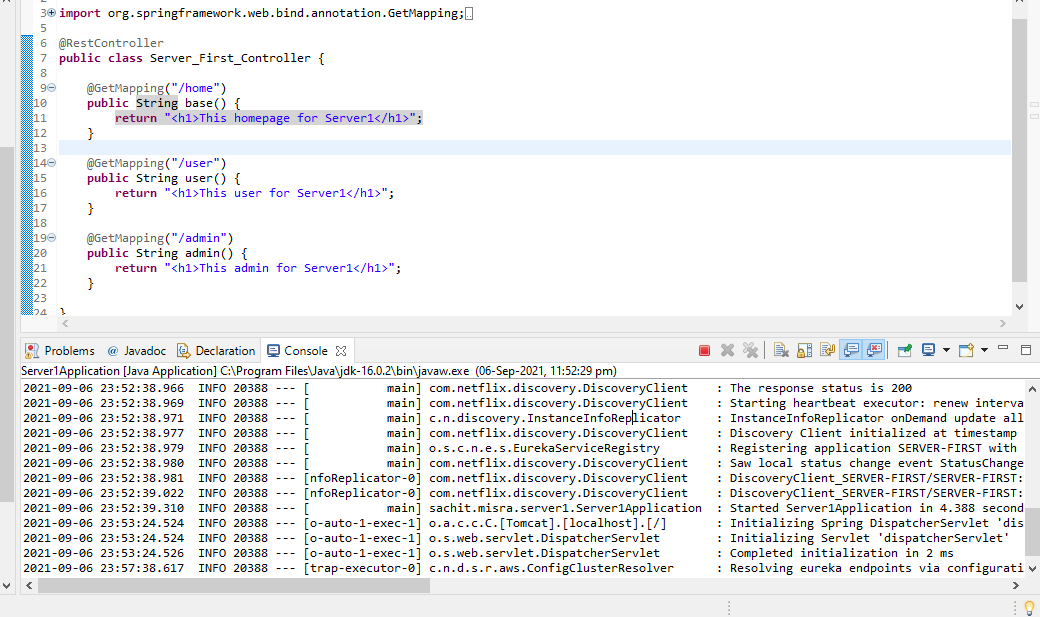 2
3 import org.springframework.web.bind.annotation.GetMapping;
5
6 @RestController
7 public class Server_First_Controller {
8
9 @GetMapping("/home")
10 public String base() {
11 return "<h1>This homepage for Server1</h1>";
12 }
13
14 @GetMapping("/user")
15 public String user() {
16 return "<h1>This user for Server1</h1>";
17 }
18
19 @GetMapping("/admin")
20 public String admin() {
21 return "<h1>This admin for Server1</h1>";
22 }
23
24 }
Problems @ Javadoc Declaration Console
Server1Application [Java Application] C:\Program Files\Java\jdk-16.0.2\bin\javaw.exe (06-Sep-2021, 11:52:29 pm)
2021-09-06 23:52:38.966 INFO 20388 --- [ main] com.netflix.discovery.DiscoveryClient : The response status is 200
2021-09-06 23:52:38.969 INFO 20388 --- [ main] com.netflix.discovery.DiscoveryClient : Starting heartbeat executor: renew interva
2021-09-06 23:52:38.971 INFO 20388 --- [ main] c.n.discovery.InstanceInfoReplicator : InstanceInfoReplicator onDemand update all
2021-09-06 23:52:38.977 INFO 20388 --- [ main] com.netflix.discovery.DiscoveryClient : Discovery Client initialized at timestamp
2021-09-06 23:52:38.979 INFO 20388 --- [ main] o.s.c.n.e.s.EurekaServiceRegistry : Registering application SERVER-FIRST with
2021-09-06 23:52:38.980 INFO 20388 --- [ main] com.netflix.discovery.DiscoveryClient : Saw local status change event StatusChange
2021-09-06 23:52:38.981 INFO 20388 --- [nfoReplicator-0] com.netflix.discovery.DiscoveryClient : DiscoveryClient_SERVER-FIRST/SERVER-FIRST:
2021-09-06 23:52:39.022 INFO 20388 --- [nfoReplicator-0] com.netflix.discovery.DiscoveryClient : DiscoveryClient_SERVER-FIRST/SERVER-FIRST:
2021-09-06 23:52:39.310 INFO 20388 --- [ main] sachit.misra.server1.Server1Application : Started Server1Application in 4.388 second
2021-09-06 23:53:24.524 INFO 20388 --- [o-auto-1-exec-1] o.a.c.c.C.[Tomcat].[localhost].[/] : Initializing Spring DispatcherServlet 'dis
2021-09-06 23:53:24.524 INFO 20388 --- [o-auto-1-exec-1] o.s.web.servlet.DispatcherServlet : Initializing Servlet 'dispatcherServlet'
2021-09-06 23:53:24.526 INFO 20388 --- [o-auto-1-exec-1] o.s.web.servlet.DispatcherServlet : Completed initialization in 2 ms
2021-09-06 23:57:38.617 INFO 20388 --- [trap-executor-0] c.n.d.s.r.aws.ConfigClusterResolver : Resolving eureka endpoints via configurati